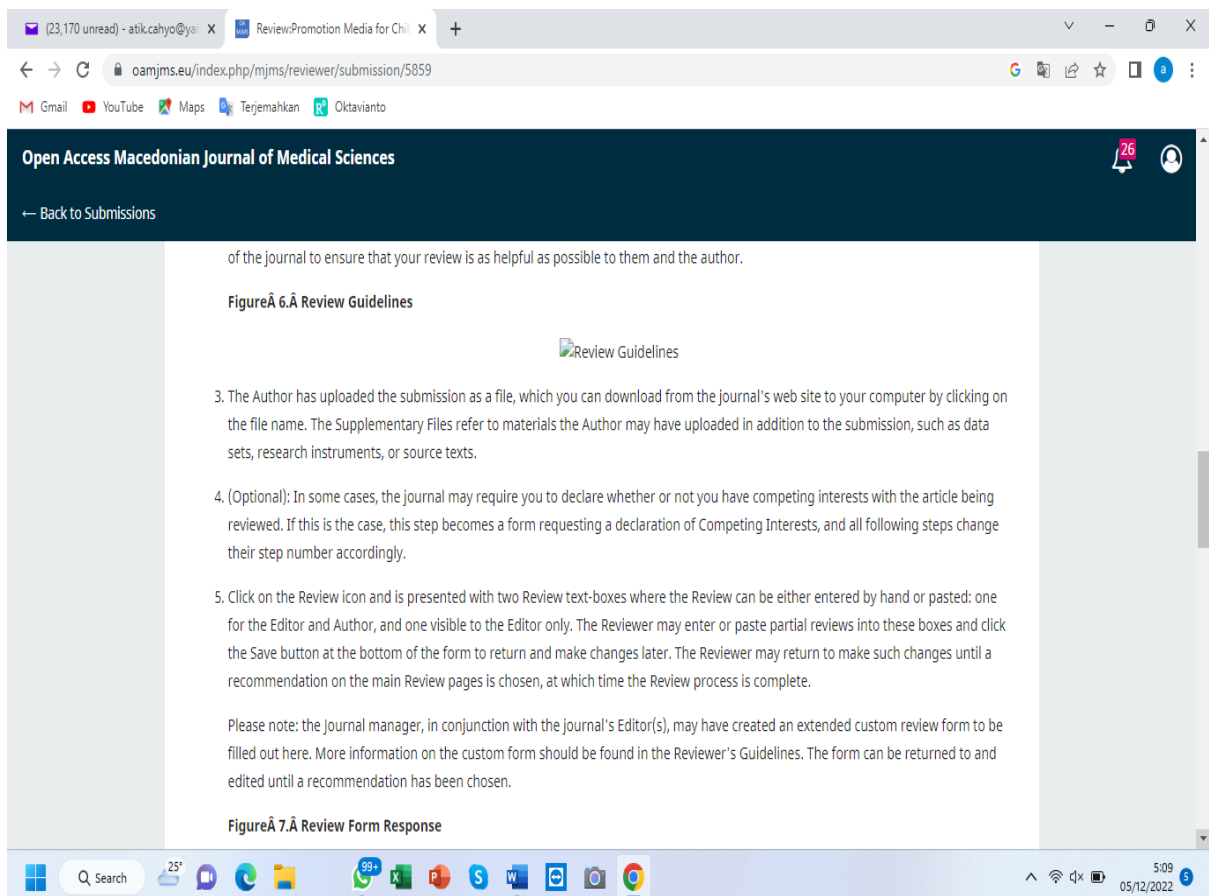 (23,170 unread) - atik.cahyo@yal
Review:Promotion Media for Chil
oamjms.eu/index.php/mjms/reviewer/submission/5859
a
Gmail
YouTube
Maps
Terjemahkan
Oktavianto
Open Access Macedonian Journal of Medical Sciences
26
← Back to Submissions
of the journal to ensure that your review is as helpful as possible to them and the author.
FigureÂ 6.Â Review Guidelines
Review Guidelines
3. The Author has uploaded the submission as a file, which you can download from the journal's web site to your computer by clicking on
the file name. The Supplementary Files refer to materials the Author may have uploaded in addition to the submission, such as data
sets, research instruments, or source texts.
4. (Optional): In some cases, the journal may require you to declare whether or not you have competing interests with the article being
reviewed. If this is the case, this step becomes a form requesting a declaration of Competing Interests, and all following steps change
their step number accordingly.
5. Click on the Review icon and is presented with two Review text-boxes where the Review can be either entered by hand or pasted: one
for the Editor and Author, and one visible to the Editor only. The Reviewer may enter or paste partial reviews into these boxes and click
the Save button at the bottom of the form to return and make changes later. The Reviewer may return to make such changes until a
recommendation on the main Review pages is chosen, at which time the Review process is complete.
Please note: the Journal manager, in conjunction with the journal's Editor(s), may have created an extended custom review form to be
filled out here. More information on the custom form should be found in the Reviewer's Guidelines. The form can be returned to and
edited until a recommendation has been chosen.
FigureÂ 7.Â Review Form Response
Search
25°
99+
5:09
05/12/2022
5